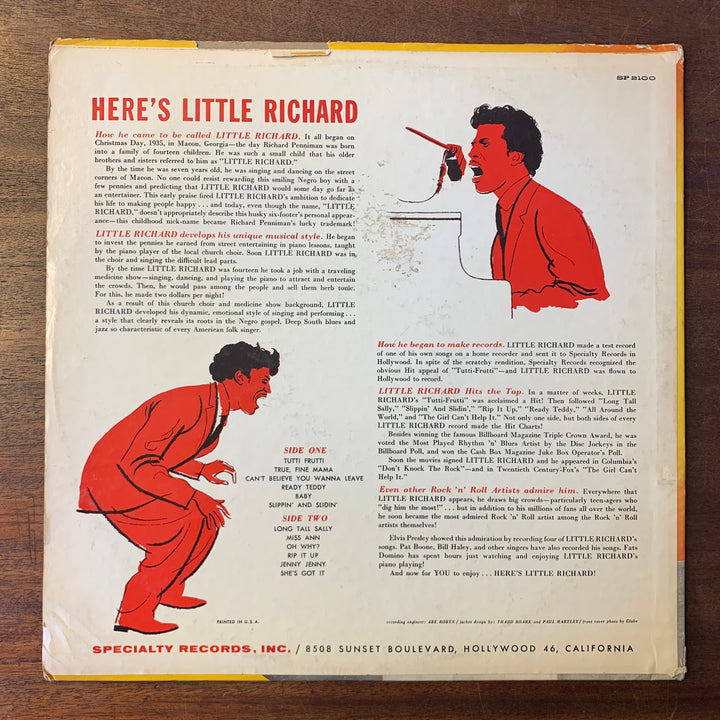 SP 2100
HERE'S LITTLE RICHARD
How he came to be called LITTLE RICHARD. It all began on
Christmas Day, 1935, in Macon, Georgia—the day Richard Penniman was born
into a family of fourteen children. He was such a small child that his older
brothers and sisters referred to him as "LITTLE RICHARD."
By the time he was seven years old, he was singing and dancing on the street
corners of Macon. No one could resist rewarding this smiling Negro boy with a
few pennies and predicting that LITTLE RICHARD would some day go far as
an entertainer. This early praise fired LITTLE RICHARD'S ambition to dedicate
his life to making people happy . . . and today, even though the name, "LITTLE
RICHARD," doesn't appropriately describe this husky six-footer's personal appear-
ance—this childhood nick-name became Richard Penniman's lucky trademark!
LITTLE RICHARD develops his unique musical style. He began
to invest the pennies he earned from street entertaining in piano lessons, taught
by the piano player of the local church choir. Soon LITTLE RICHARD was in
the choir and singing the difficult lead parts.
By the time LITTLE RICHARD was fourteen he took a job with a traveling
medicine show—singing, dancing, and playing the piano to attract and entertain
the crowds. Then, he would pass among the people and sell them herb tonic.
For this, he made two dollars per night!
As a result of this church choir and medicine show background, LITTLE
RICHARD developed his dynamic, emotional style of singing and performing . . .
a style that clearly reveals its roots in the Negro gospel, Deep South blues and
jazz so characteristic of every American folk singer.
How he began to make records. LITTLE RICHARD made a test record
of one of his own songs on a home recorder and sent it to Specialty Records in
Hollywood. In spite of the scratchy rendition, Specialty Records recognized the
obvious Hit appeal of "Tutti-Frutti"—and LITTLE RICHARD was flown to
Hollywood to record.
LITTLE RICHARD Hits the Top. In a matter of weeks, LITTLE
RICHARD'S "Tutti-Frutti" was acclaimed a Hit! Then followed "Long Tall
Sally," "Slippin' And Slidin'," "Rip It Up," "Ready Teddy," "All Around the
World," and "The Girl Can't Help It." Not only one side, but both sides of every
LITTLE RICHARD record made the Hit Charts!
Besides winning the famous Billboard Magazine Triple Crown Award, he was
voted the Most Played Rhythm 'n' Blues Artist by the Disc Jockeys in the
Billboard Poll, and won the Cash Box Magazine Juke Box Operator's Poll.
Soon the movies signed LITTLE RICHARD and he appeared in Columbia's
"Don't Knock The Rock"—and in Twentieth Century-Fox's "The Girl Can't
Help It."
Even other Rock 'n' Roll Artists admire him. Everywhere that
LITTLE RICHARD appears, he draws big crowds—particularly teen-agers who
"dig him the most!" . . . but in addition to his millions of fans all over the world,
he soon became the most admired Rock 'n' Roll artist among the Rock 'n' Roll
artists themselves!
Elvis Presley showed this admiration by recording four of LITTLE RICHARD'S
songs. Pat Boone, Bill Haley, and other singers have also recorded his songs. Fats
Domino has spent hours just watching and enjoying LITTLE RICHARD'S
piano playing!
And now for YOU to enjoy . . . HERE'S LITTLE RICHARD!
SIDE ONE
TUTTI FRUTTI
TRUE, FINE MAMA
CAN'T BELIEVE YOU WANNA LEAVE
READY TEDDY
BABY
SLIPPIN' AND SLIDIN'
SIDE TWO
LONG TALL SALLY
MISS ANN
OH WHY?
RIP IT UP
JENNY JENNY
SHE'S GOT IT
PRINTED IN U.S.A.
recording engineer: ABE ROBYN / jacket design by: THADD ROARK and PAUL HARTLEY / front cover photo by Globe
SPECIALTY RECORDS, INC. / 8508 SUNSET BOULEVARD, HOLLYWOOD 46, CALIFORNIA